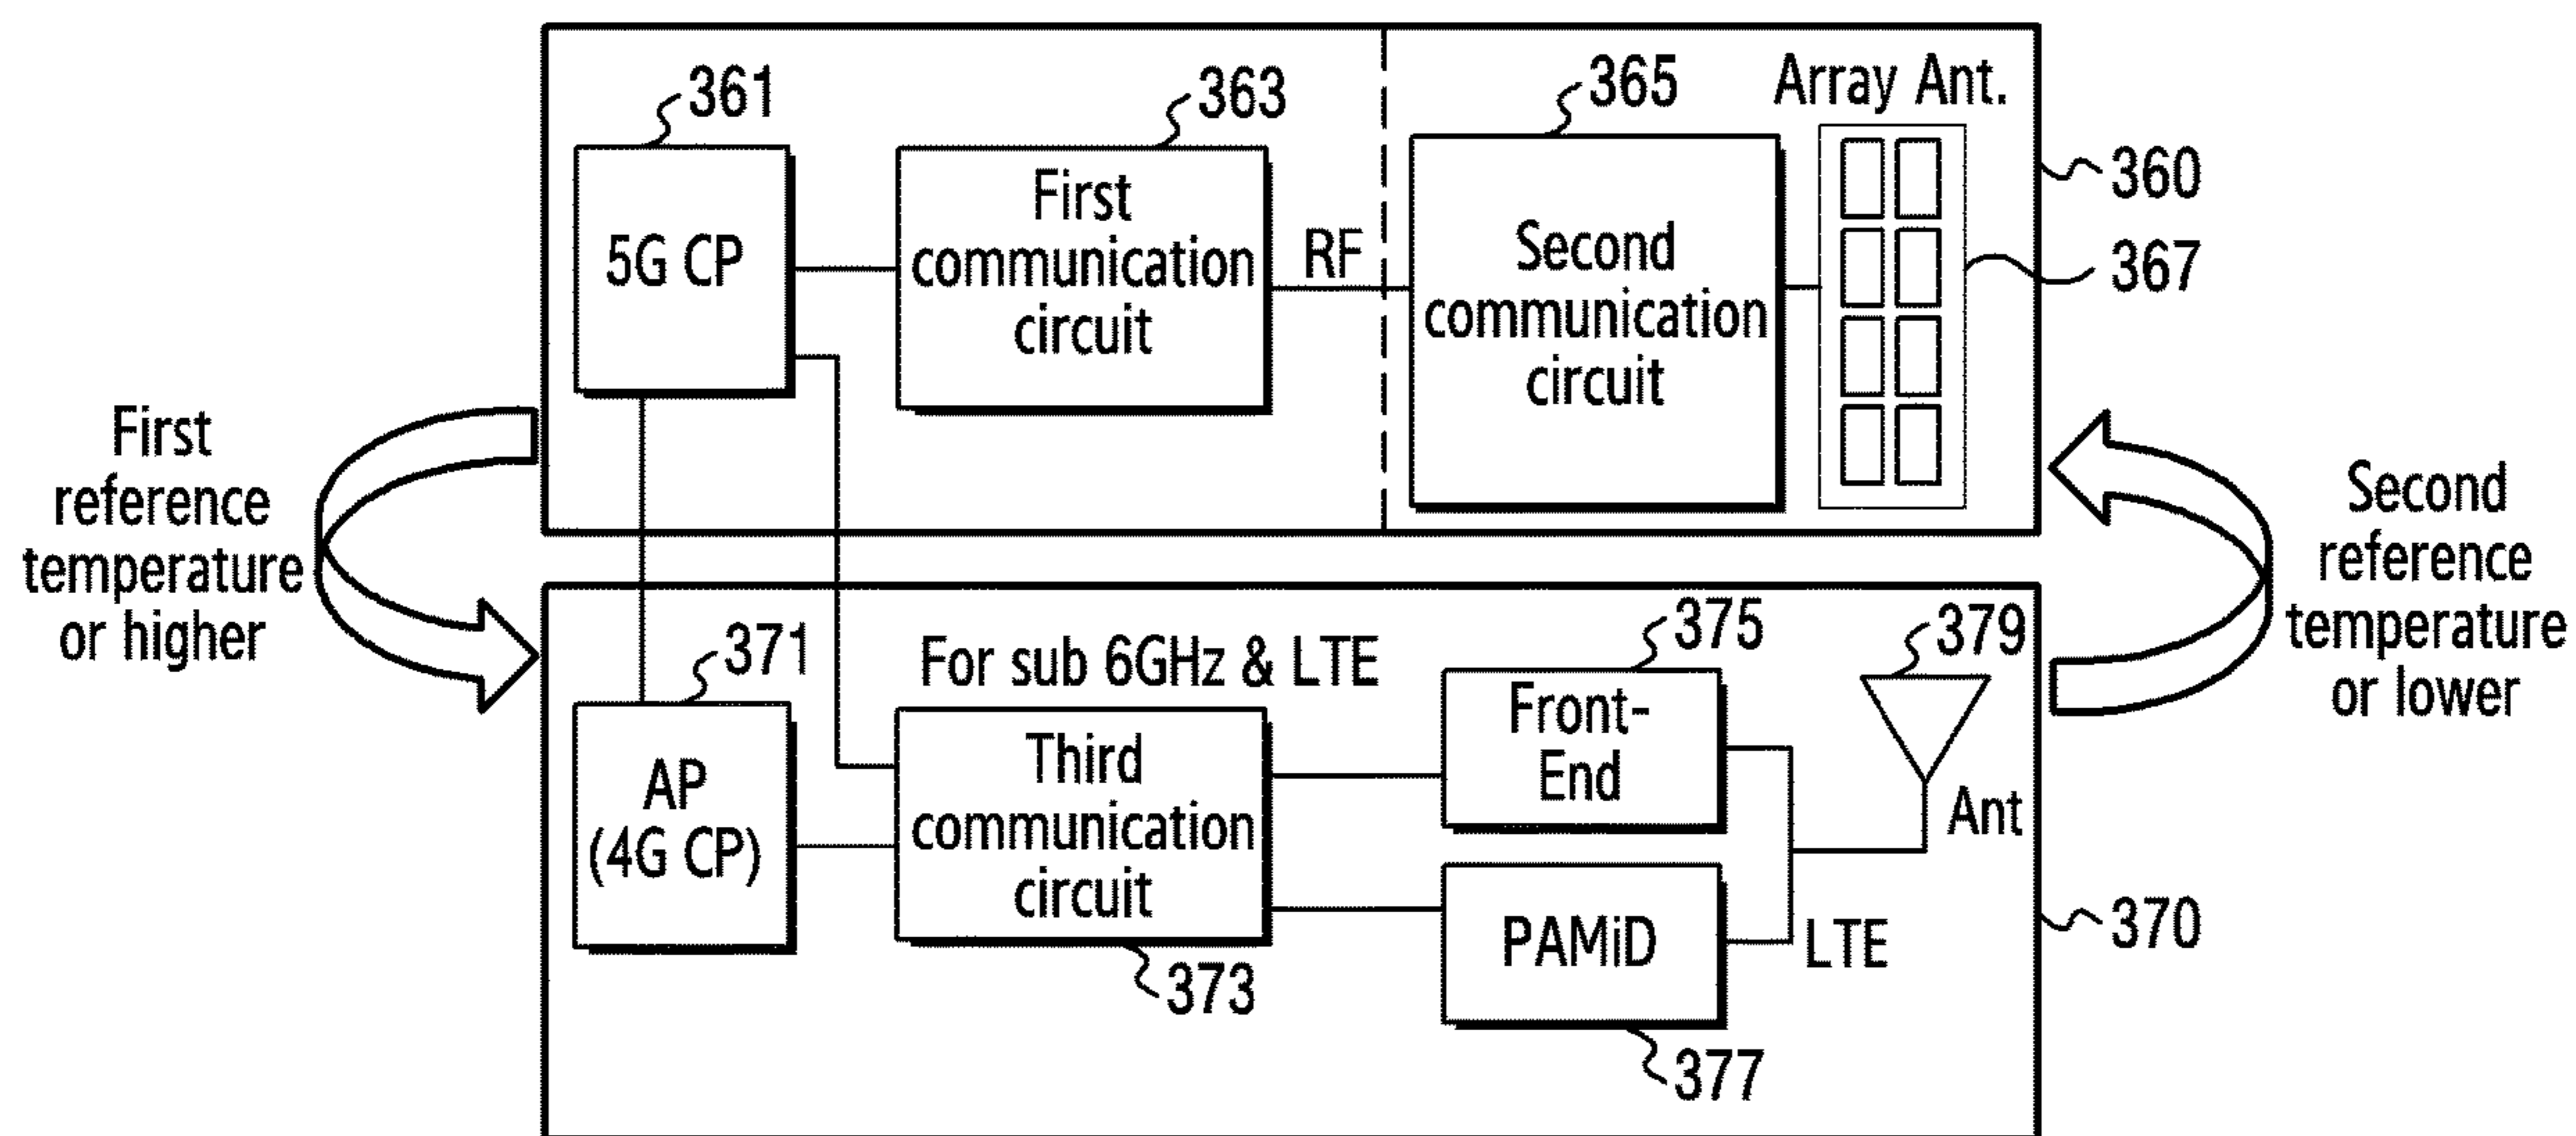 361
363
365
Array Ant.
360
367
5G CP
First
communication
circuit
RF
Second
communication
circuit
First
reference
temperature
or higher
Second
reference
temperature
or lower
371
For sub 6GHz & LTE
375
379
AP
(4G CP)
Third
communication
circuit
Front-
End
Ant
PAMiD
LTE
370
373
377